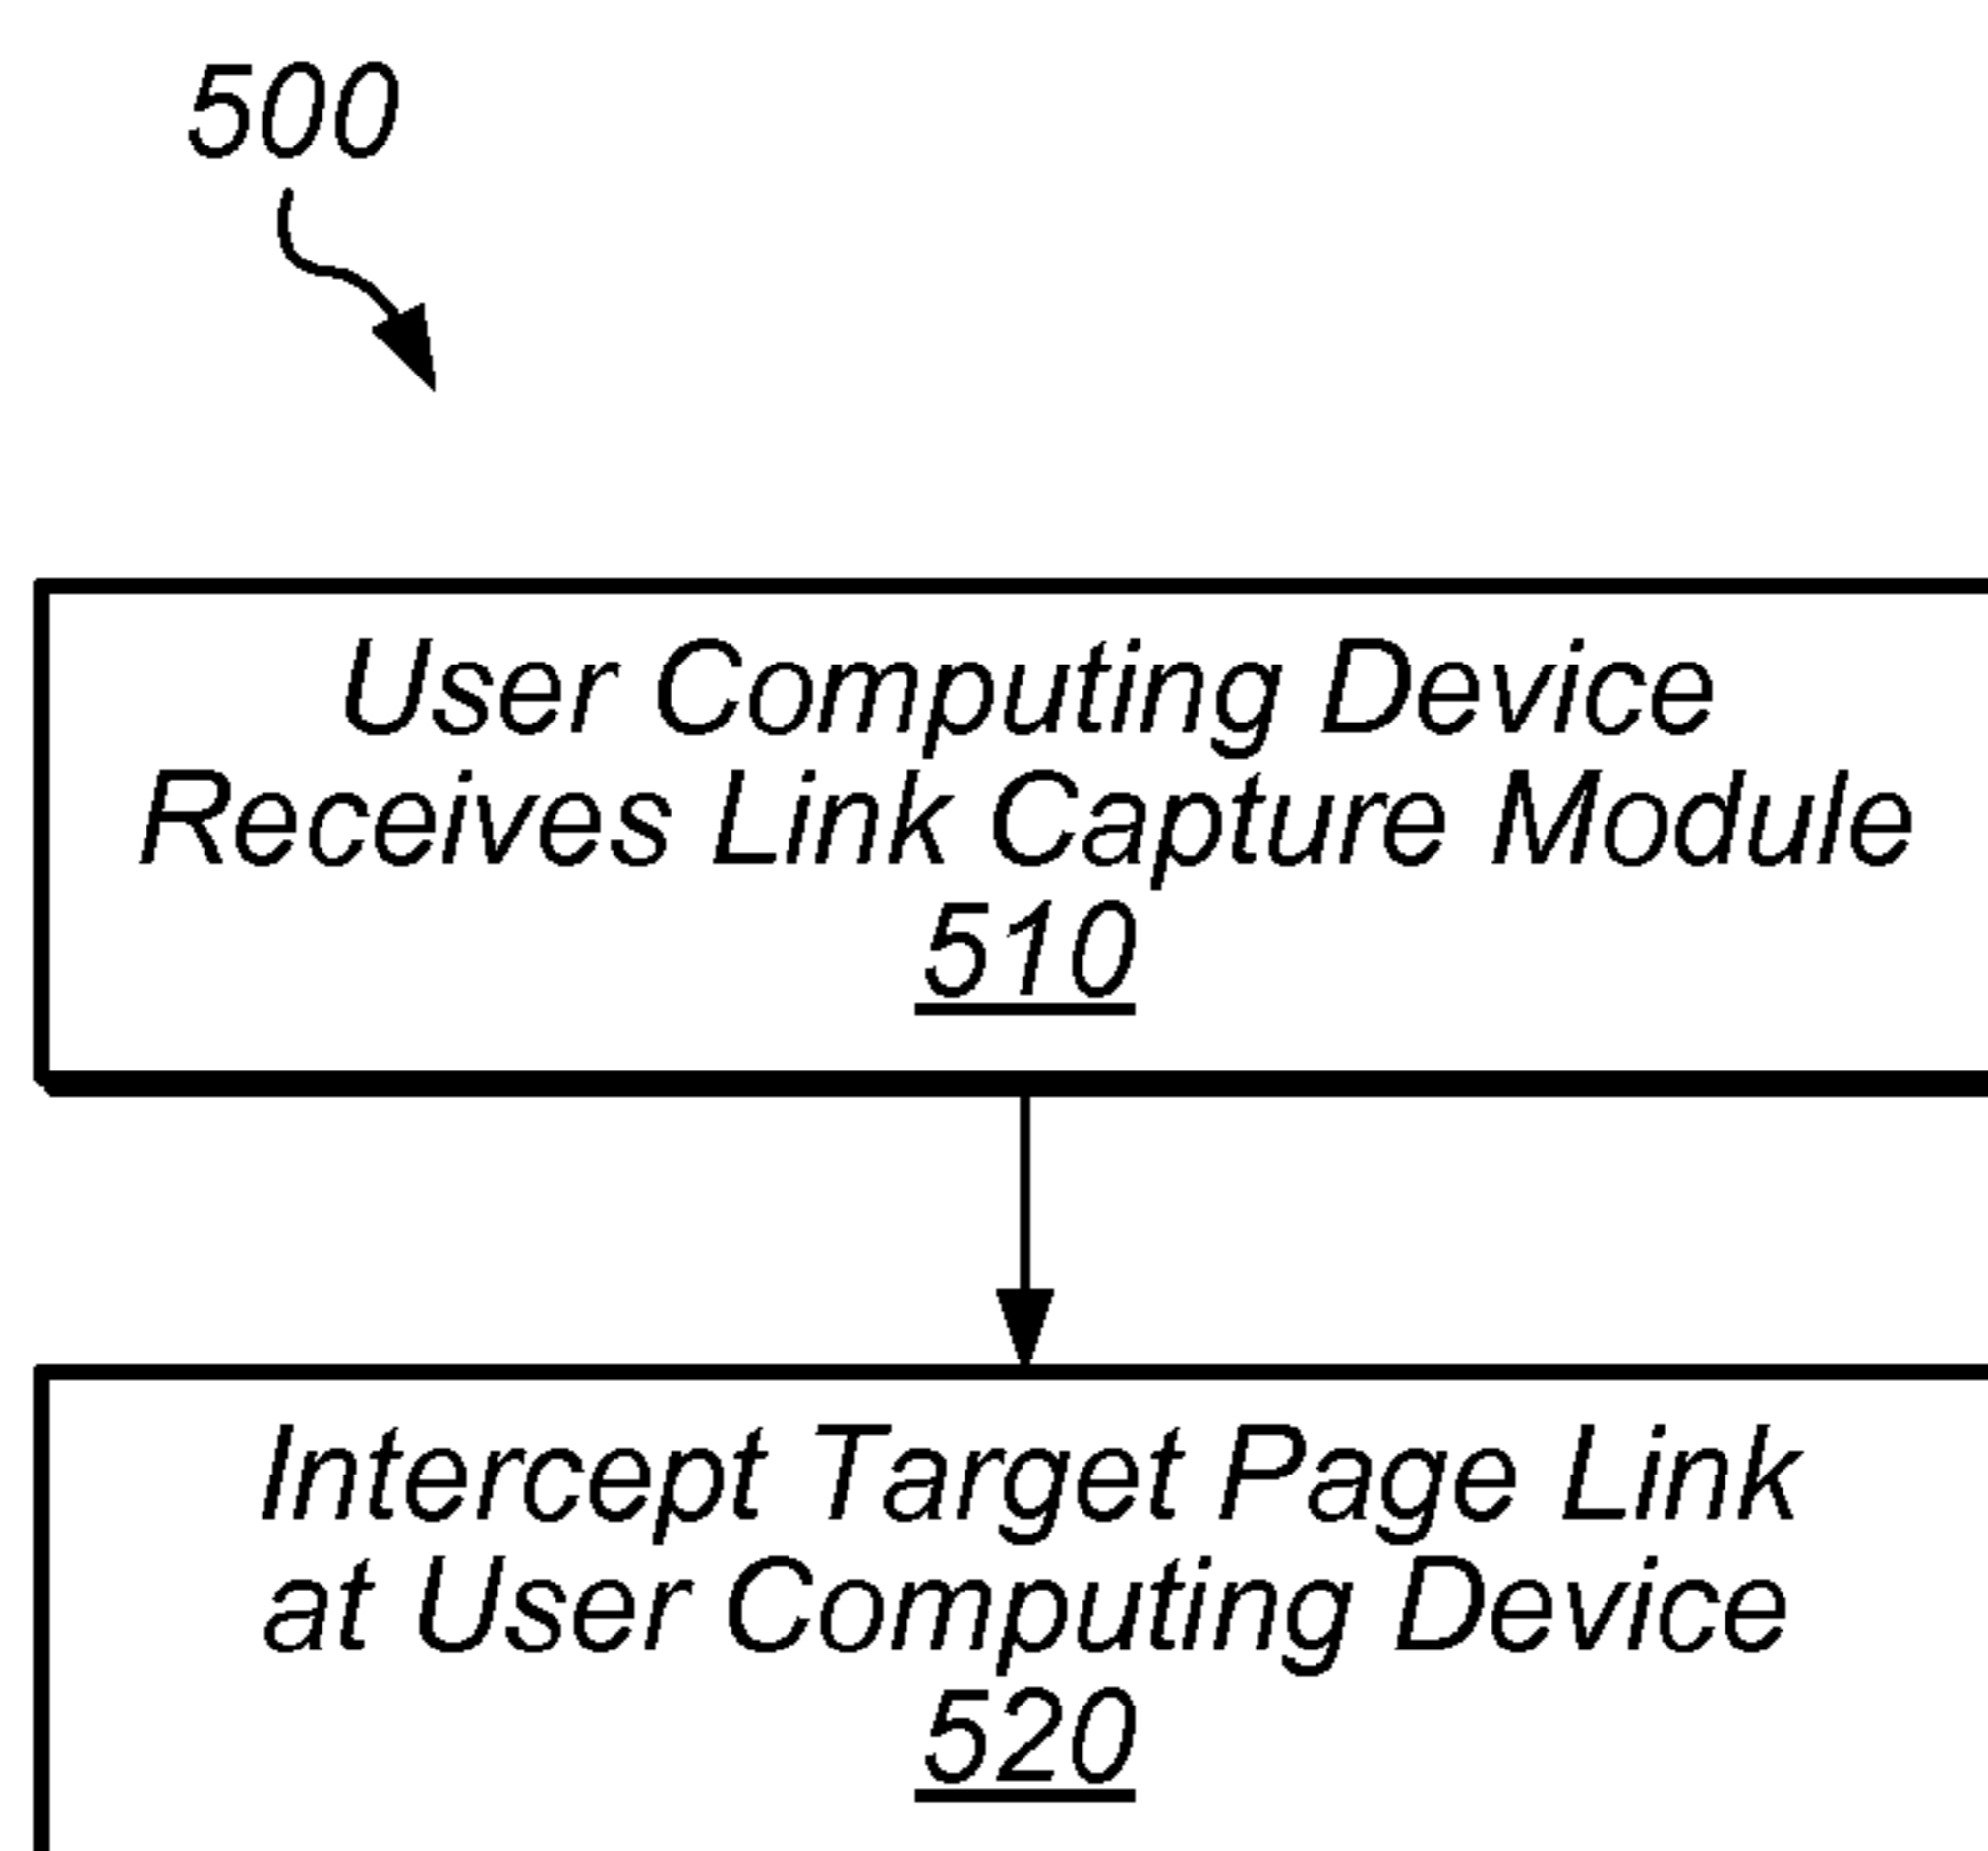 500
User Computing Device
Receives Link Capture Module
510
Intercept Target Page Link
at User Computing Device
520